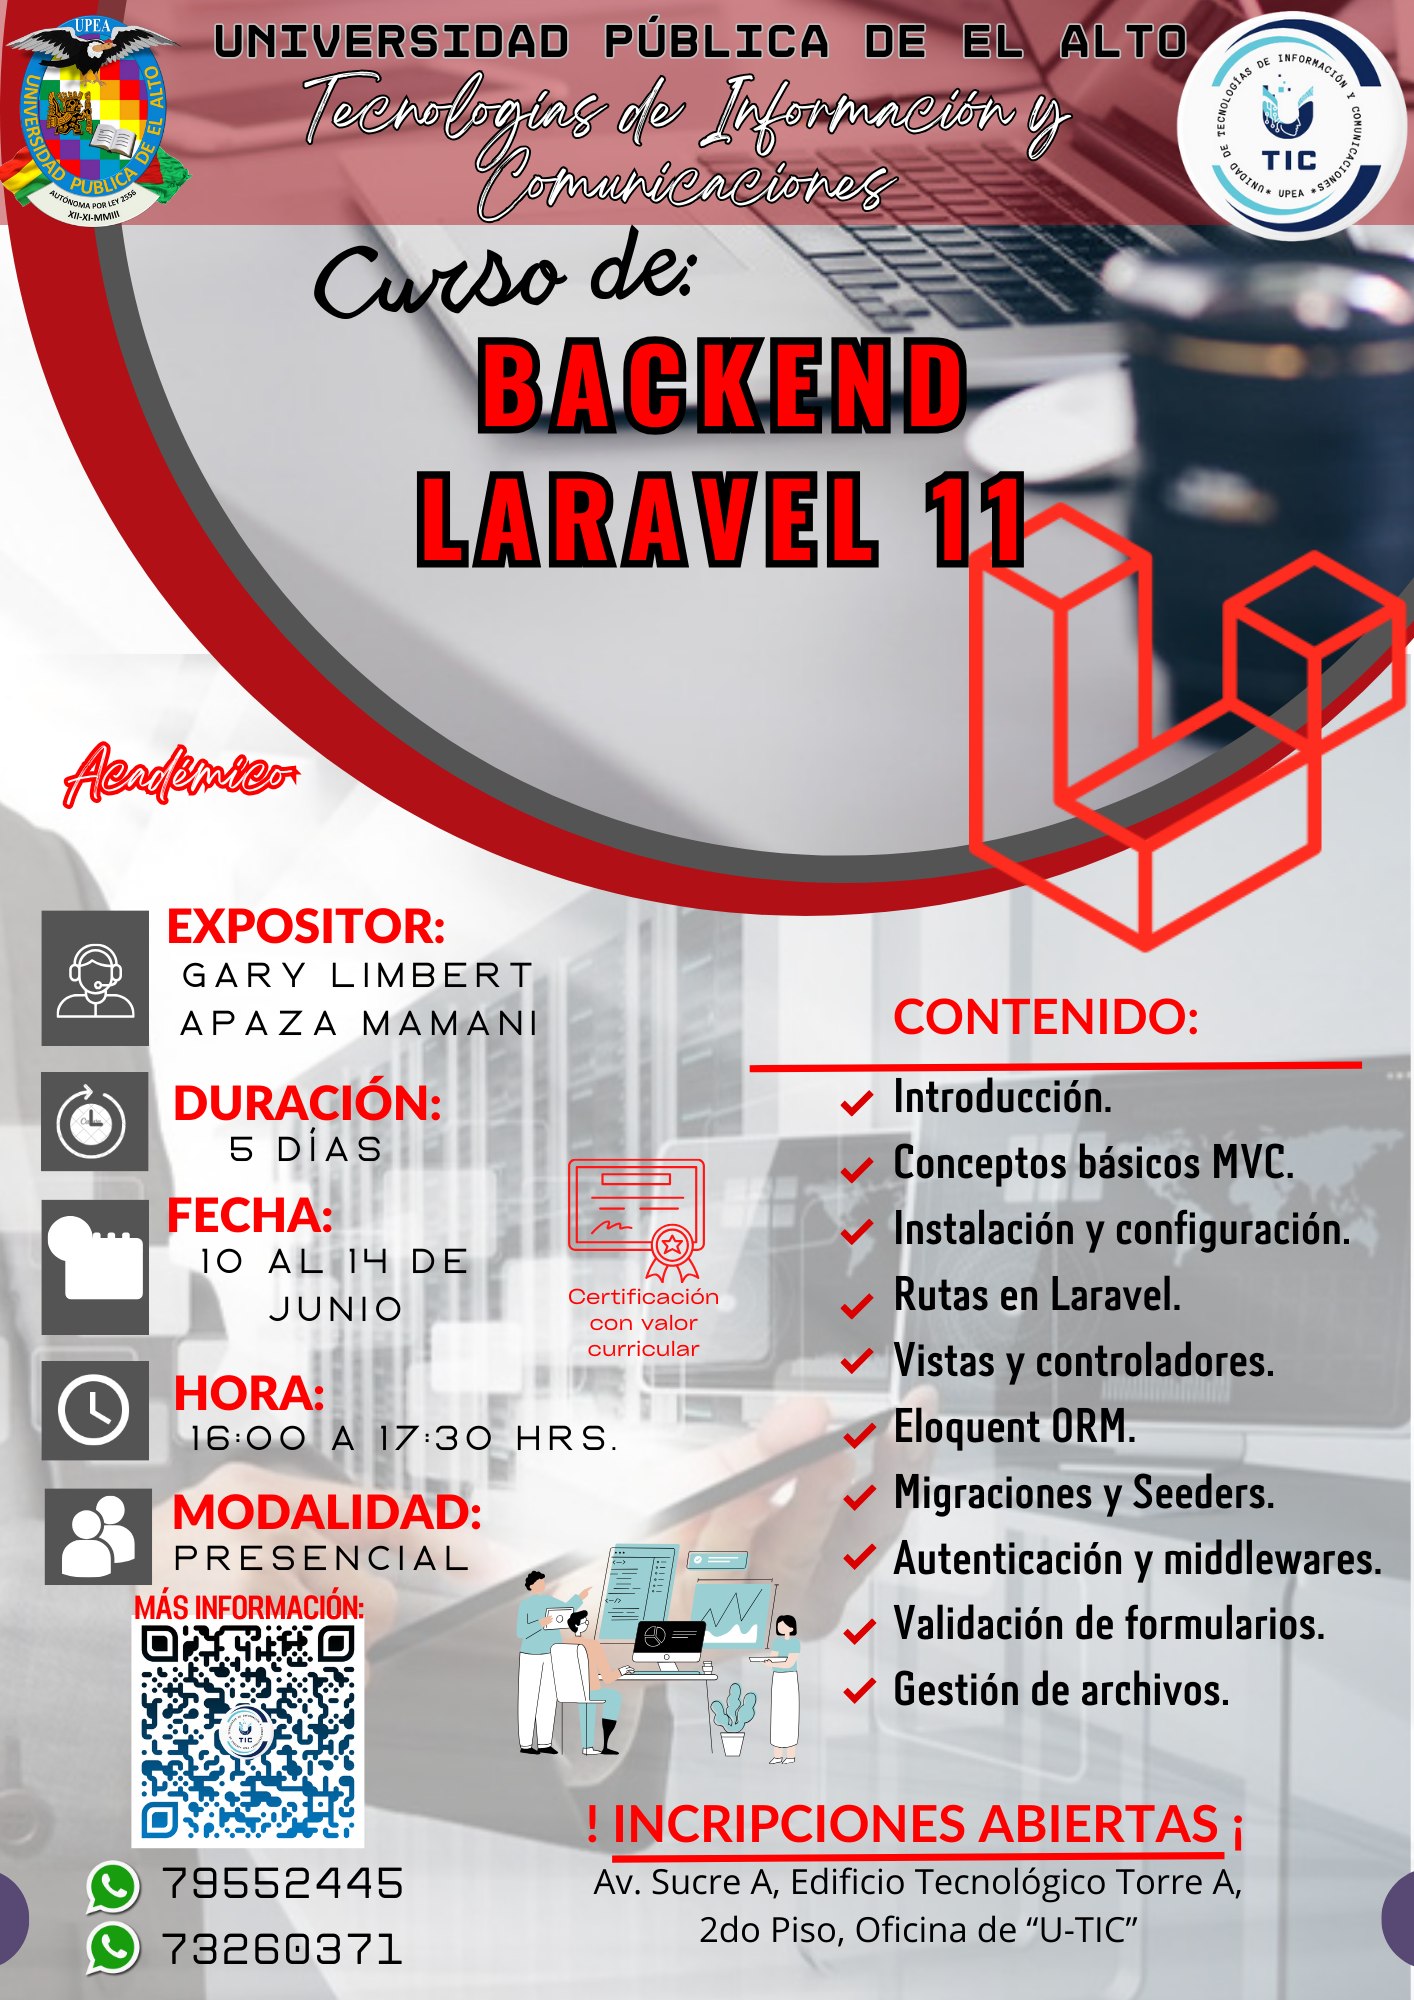 UPEA
UNIVERSIDAD PÚBLICA DE EL ALTO
AUTÓNOMA POR LEY 2556
XII-XI-MMIII
UNIVERSIDAD PÚBLICA DE EL ALTO
Tecnologías de Información y
Comunicaciones
UNIDAD DE TECNOLOGÍAS DE INFORMACIÓN Y COMUNICACIONES
TIC
* UPEA *
Curso de:
BACKEND
LARAVEL 11
Académico
EXPOSITOR:
GARY LIMBERT
APAZA MAMANI
DURACIÓN:
5 DÍAS
FECHA:
10 AL 14 DE
JUNIO
HORA:
16:00 A 17:30 HRS.
MODALIDAD:
PRESENCIAL
MÁS INFORMACIÓN:
TIC
79552445
73260371
Certificación
con valor
curricular
CONTENIDO:
Introducción.
Conceptos básicos MVC.
Instalación y configuración.
Rutas en Laravel.
Vistas y controladores.
Eloquent ORM.
Migraciones y Seeders.
Autenticación y middlewares.
Validación de formularios.
Gestión de archivos.
! INCRIPCIONES ABIERTAS ¡
Av. Sucre A, Edificio Tecnológico Torre A,
2do Piso, Oficina de “U-TIC”